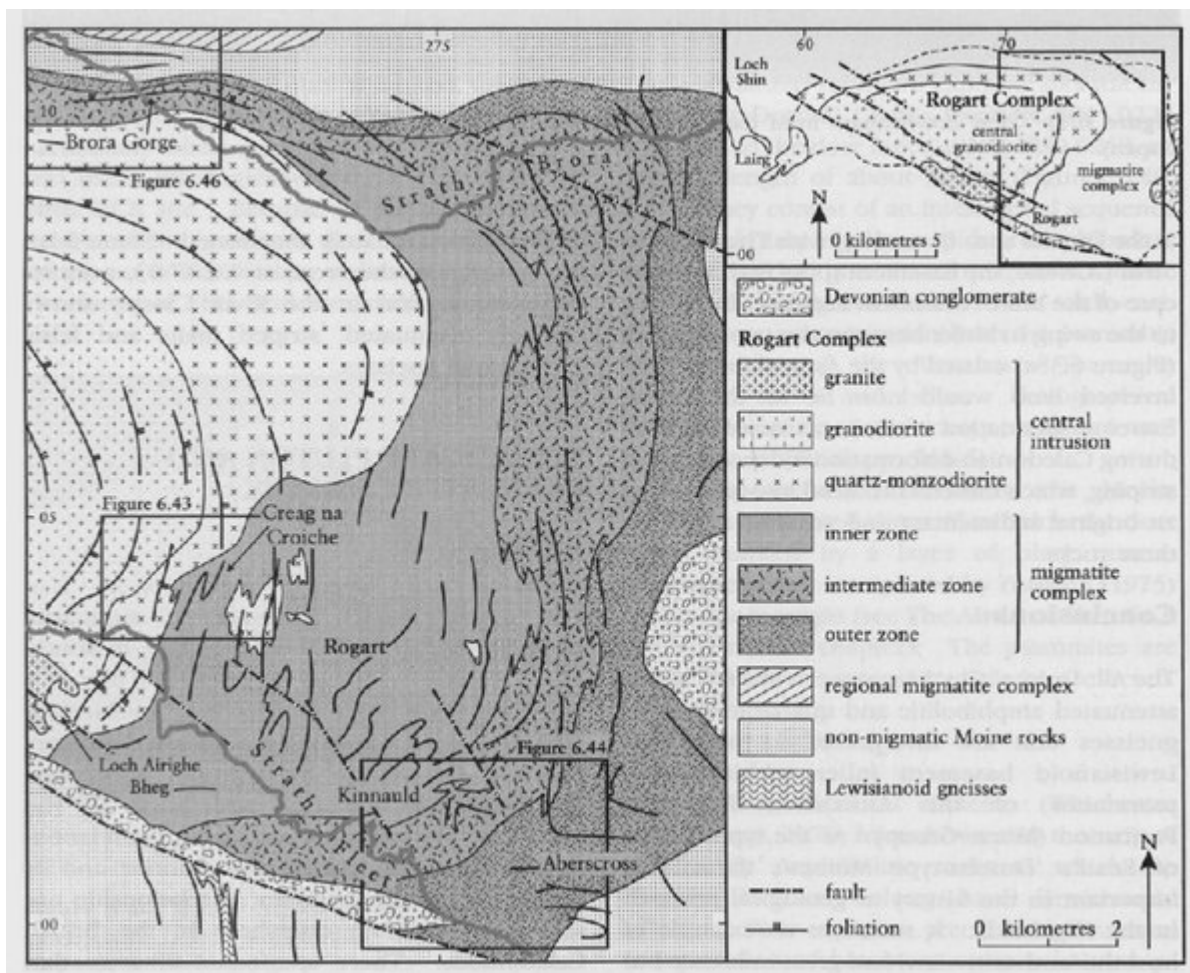 275
10
Brora Gorge
Figure 6.46
Strath Brora
Figure 6.43
05
Creag na
Croiche
Rogart
Figure 6.44
Loch Airighe
Bheg
Strath Fleet
Kinnauld
Aberscross
00
60
70
Loch
Shin
Rogart Complex
central
granodiorite
Lairg
migmatite
complex
Rogart
N
0 kilometres 5
00
Devonian conglomerate
Rogart Complex
granite
granodiorite
central
intrusion
quartz-monzodiorite
inner zone
intermediate zone
migmatite
complex
outer zone
regional migmatite complex
non-migmatic Moine rocks
Lewisianoid gneisses
fault
foliation
N
0 kilometres 2